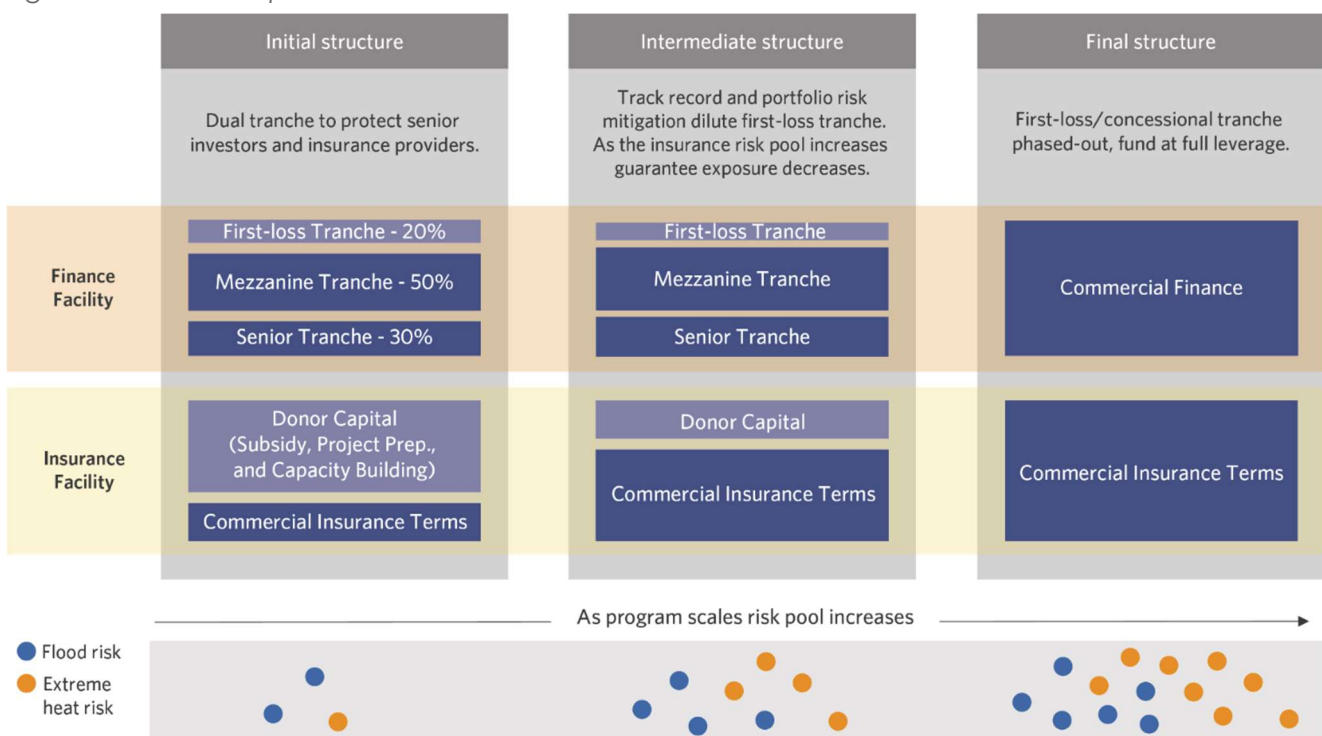 Initial structure
Intermediate structure
Final structure
Dual tranche to protect senior
investors and insurance providers.
Track record and portfolio risk
mitigation dilute first-loss tranche.
As the insurance risk pool increases
guarantee exposure decreases.
First-loss/concessional tranche
phased-out, fund at full leverage.
Finance
Facility
First-loss Tranche - 20%
Mezzanine Tranche - 50%
Senior Tranche - 30%
First-loss Tranche
Mezzanine Tranche
Senior Tranche
Commercial Finance
Insurance
Facility
Donor Capital
(Subsidy, Project Prep.,
and Capacity Building)
Commercial Insurance Terms
Donor Capital
Commercial Insurance Terms
Commercial Insurance Terms
As program scales risk pool increases
Flood risk
Extreme
heat risk